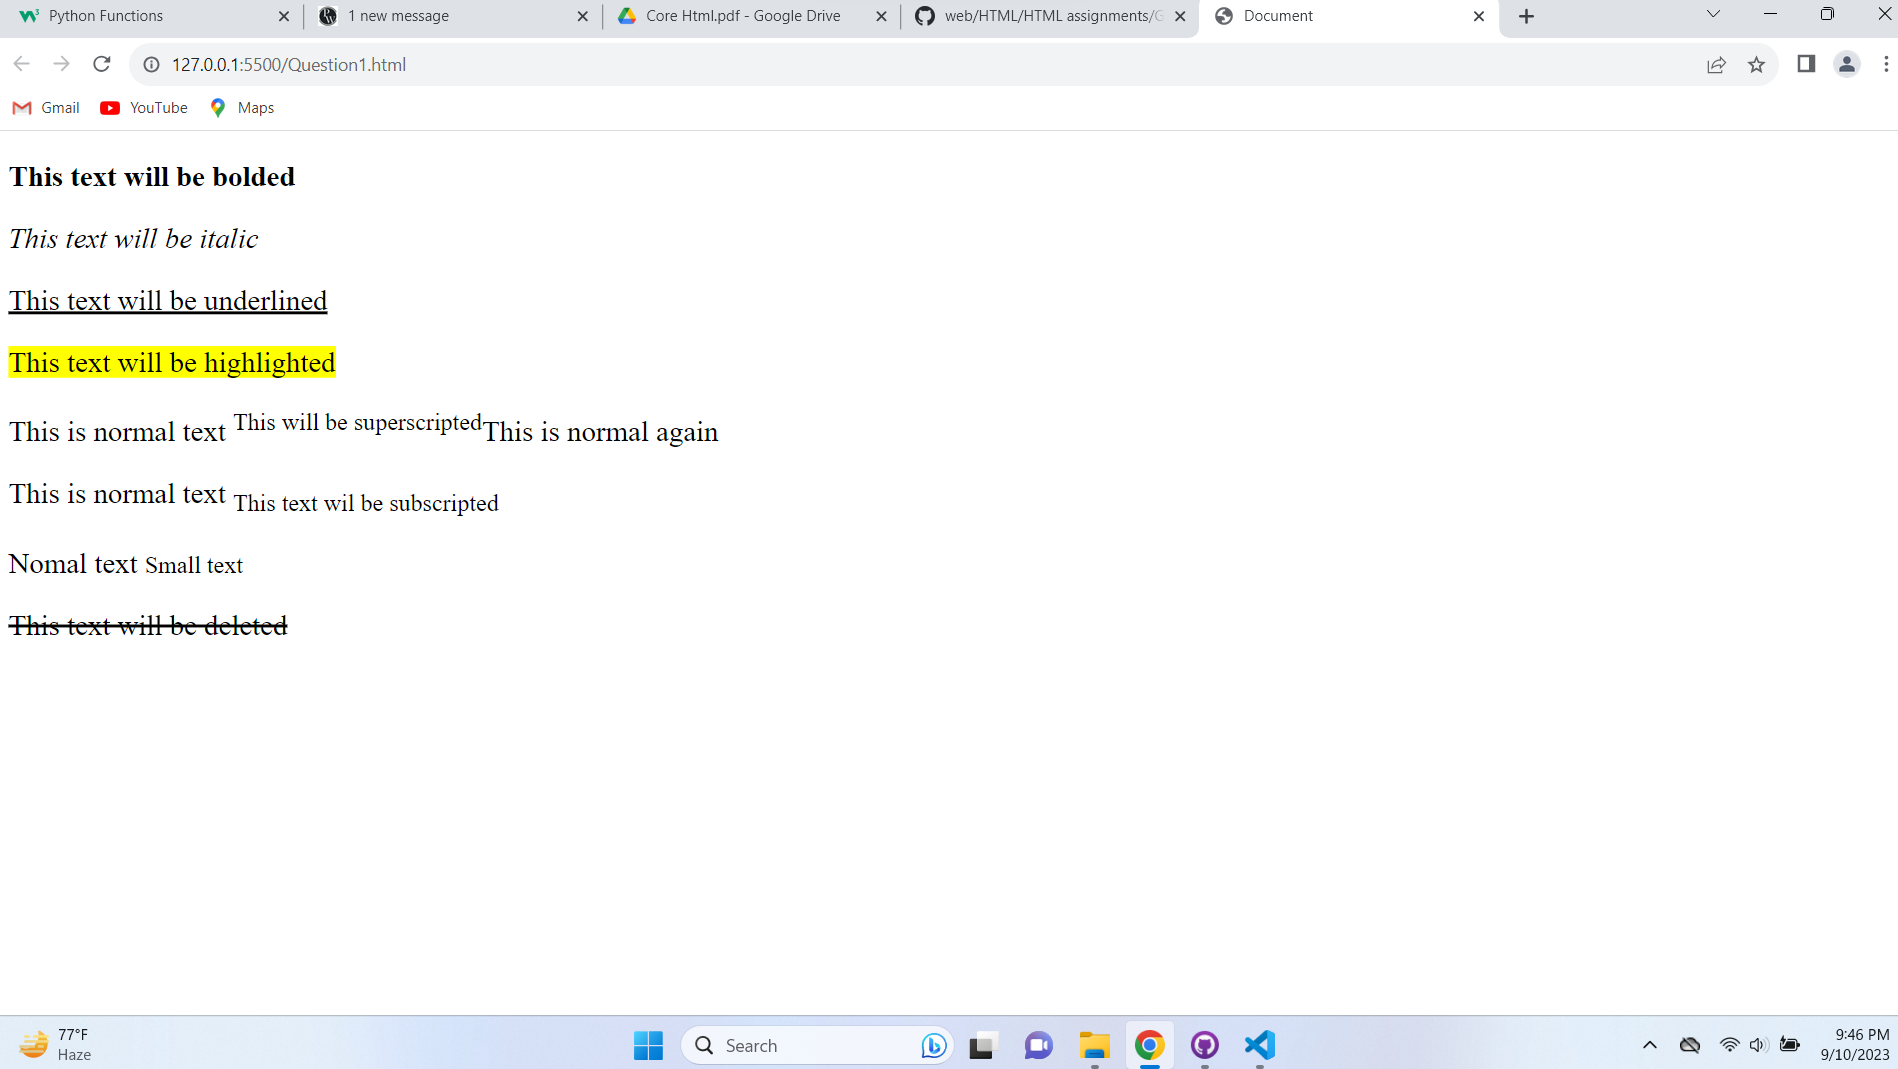 Python Functions
1 new message
Core Html.pdf - Google Drive
web/HTML/HTML assignments/G
Document
127.0.0.1:5500/Question1.html
Gmail YouTube Maps
This text will be bolded
This text will be italic
This text will be underlined
This text will be highlighted
This is normal text This will be superscriptedThis is normal again
This is normal text This text wil be subscripted
Nomal text Small text
This text will be deleted
77°F
Haze
Search
9:46 PM
9/10/2023